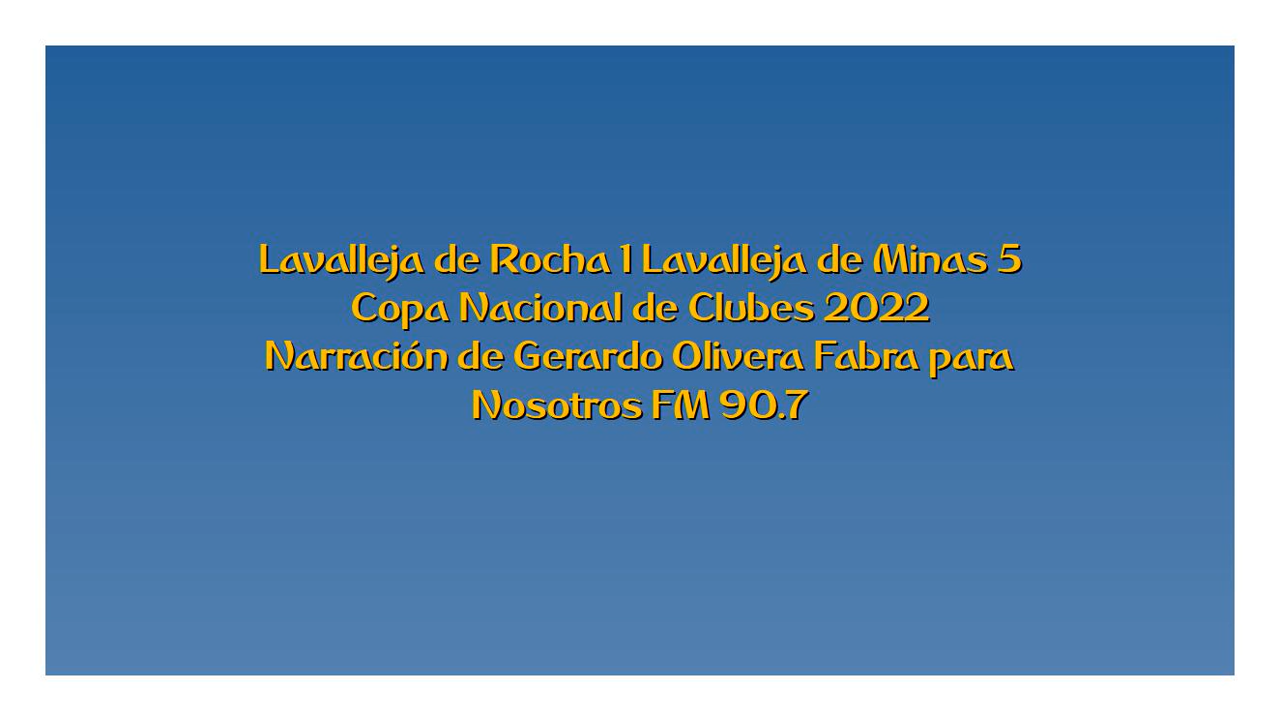 Lavalleja de Rocha 1 Lavalleja de Minas 5
Copa Nacional de Clubes 2022
Narración de Gerardo Olivera Fabra para
Nosotros FM 90.7